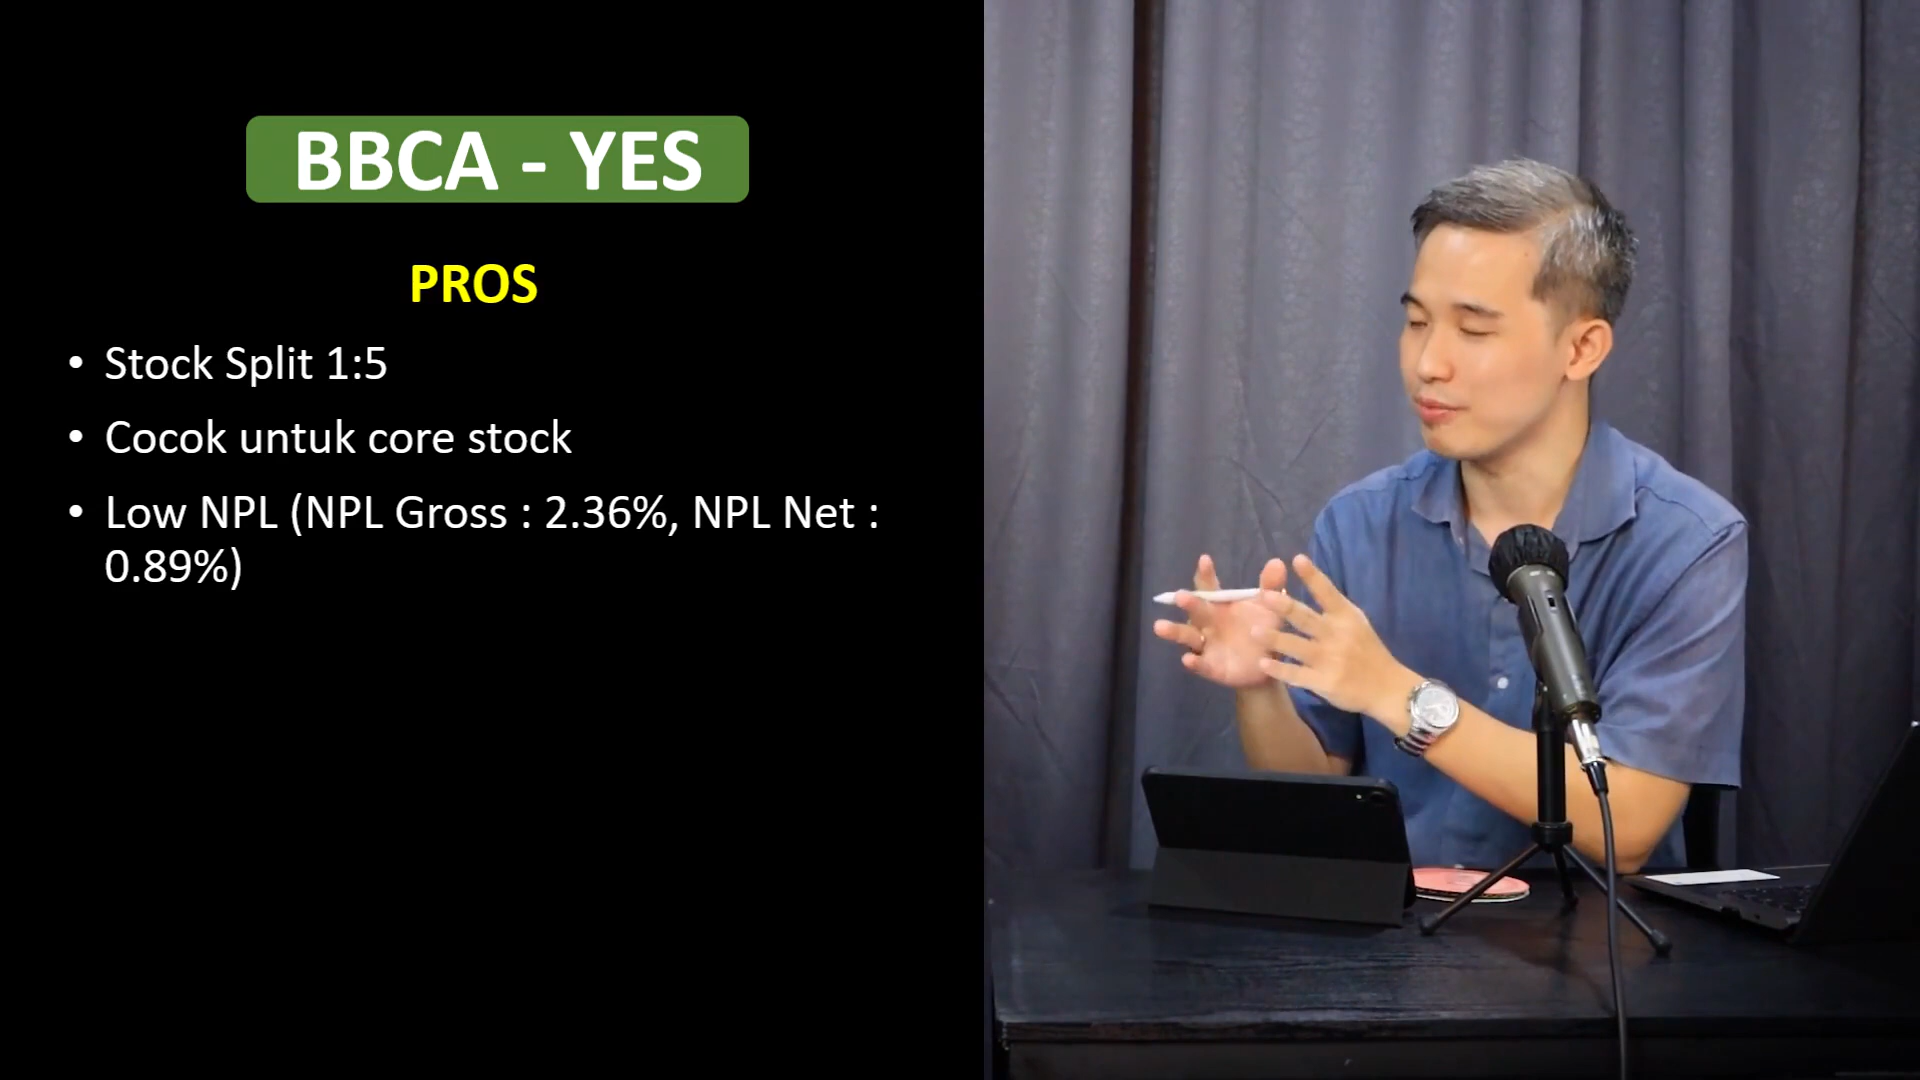 BBCA - YES
PROS
• Stock Split 1:5
• Cocok untuk core stock
• Low NPL (NPL Gross : 2.36%, NPL Net :
0.89%)